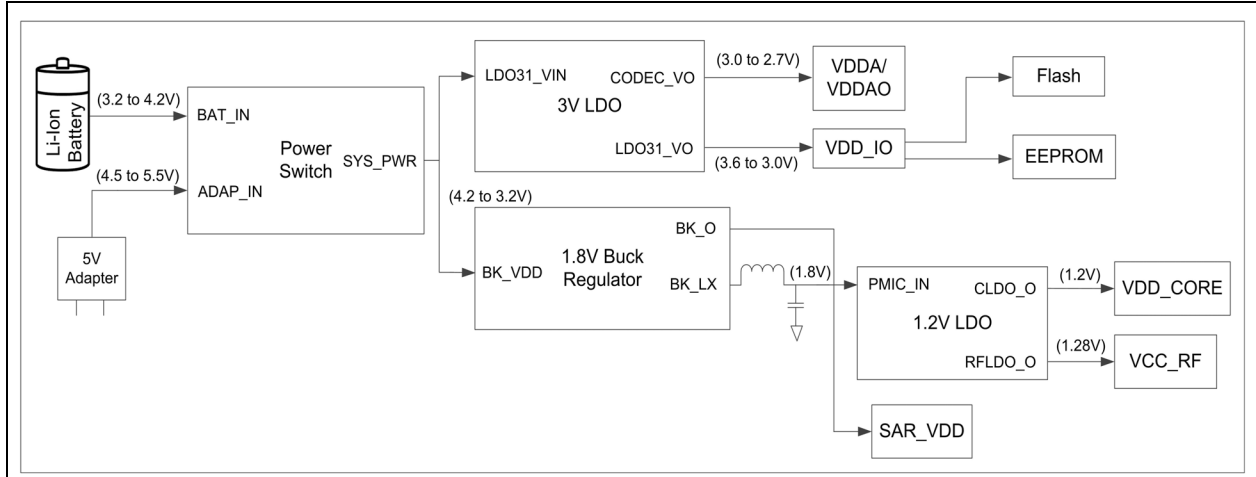 Li-Ion
Battery
(3.2 to 4.2V)
(4.5 to 5.5V)
5V
Adapter
BAT_IN
ADAP_IN
Power
Switch
SYS_PWR
LDO31_VIN
CODEC_VO
3V LDO
LDO31_VO
(3.0 to 2.7V)
VDDA/
VDDAO
(3.6 to 3.0V)
VDD_IO
Flash
EEPROM
(4.2 to 3.2V)
BK_VDD
1.8V Buck
Regulator
BK_O
BK_LX
(1.8V)
PMIC_IN
CLDO_O
1.2V LDO
RFLDO_O
(1.2V)
VDD_CORE
(1.28V)
VCC_RF
SAR_VDD